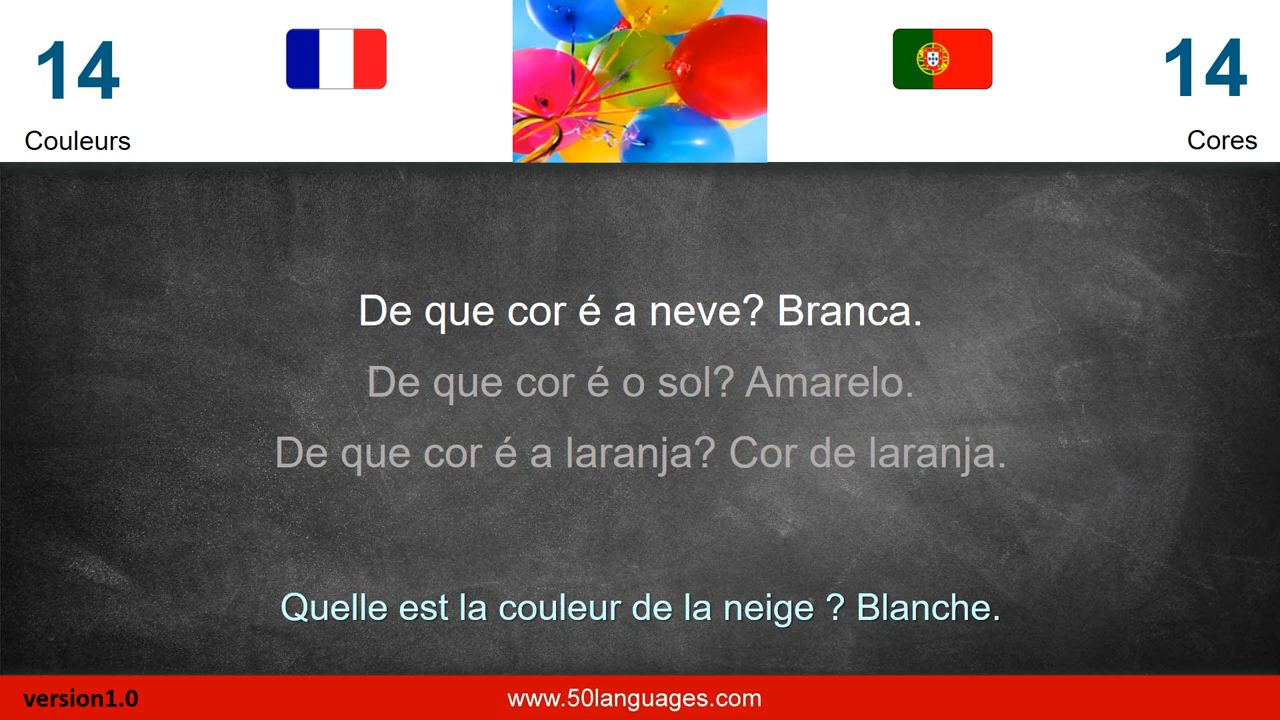 14
14
Couleurs
Cores
De que cor é a neve? Branca.
De que cor é o sol? Amarelo.
De que cor é a laranja? Cor de laranja.
Quelle est la couleur de la neige ? Blanche.
version1.0
www.50languages.com